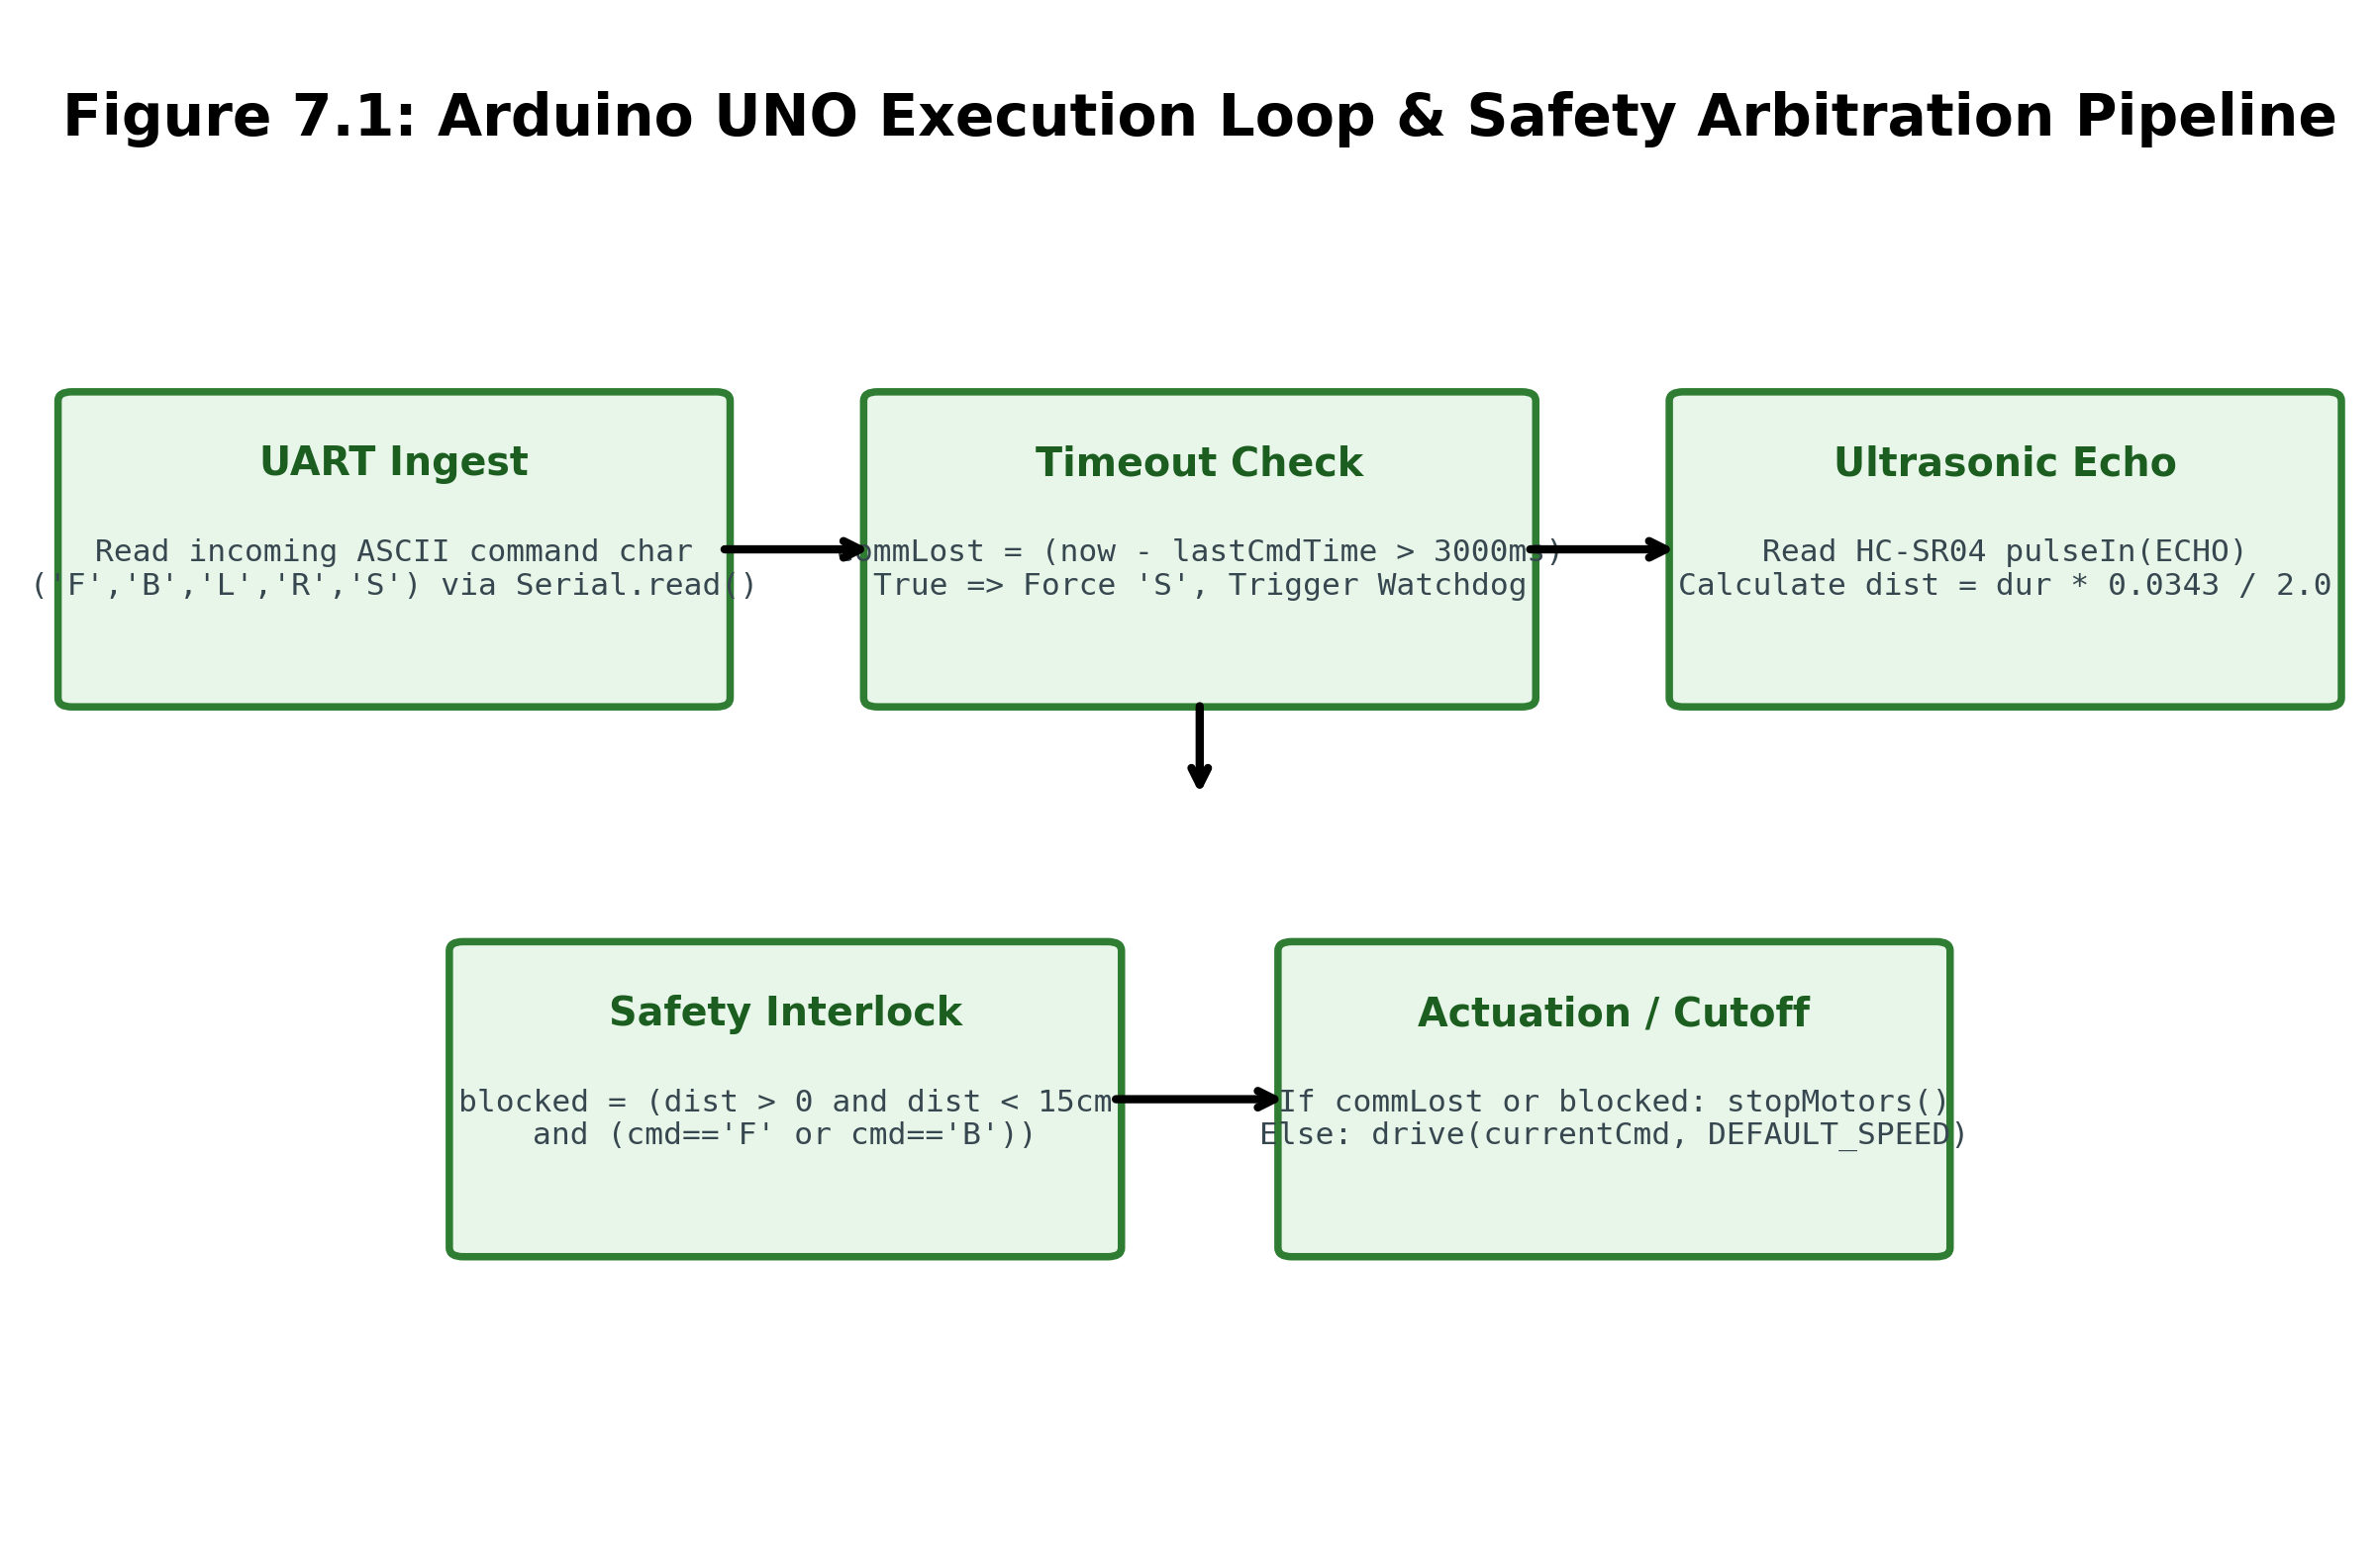 Figure 7.1: Arduino UNO Execution Loop & Safety Arbitration Pipeline
UART Ingest
Read incoming ASCII command char
('F','B','L','R','S') via Serial.read()
Timeout Check
commLost = (now - lastCmdTime > 3000ms)
True => Force 'S', Trigger Watchdog
Ultrasonic Echo
Read HC-SR04 pulseIn(ECHO)
Calculate dist = dur * 0.0343 / 2.0
Safety Interlock
blocked = (dist > 0 and dist < 15cm
and (cmd=='F' or cmd=='B'))
Actuation / Cutoff
If commLost or blocked: stopMotors()
Else: drive(currentCmd, DEFAULT_SPEED)